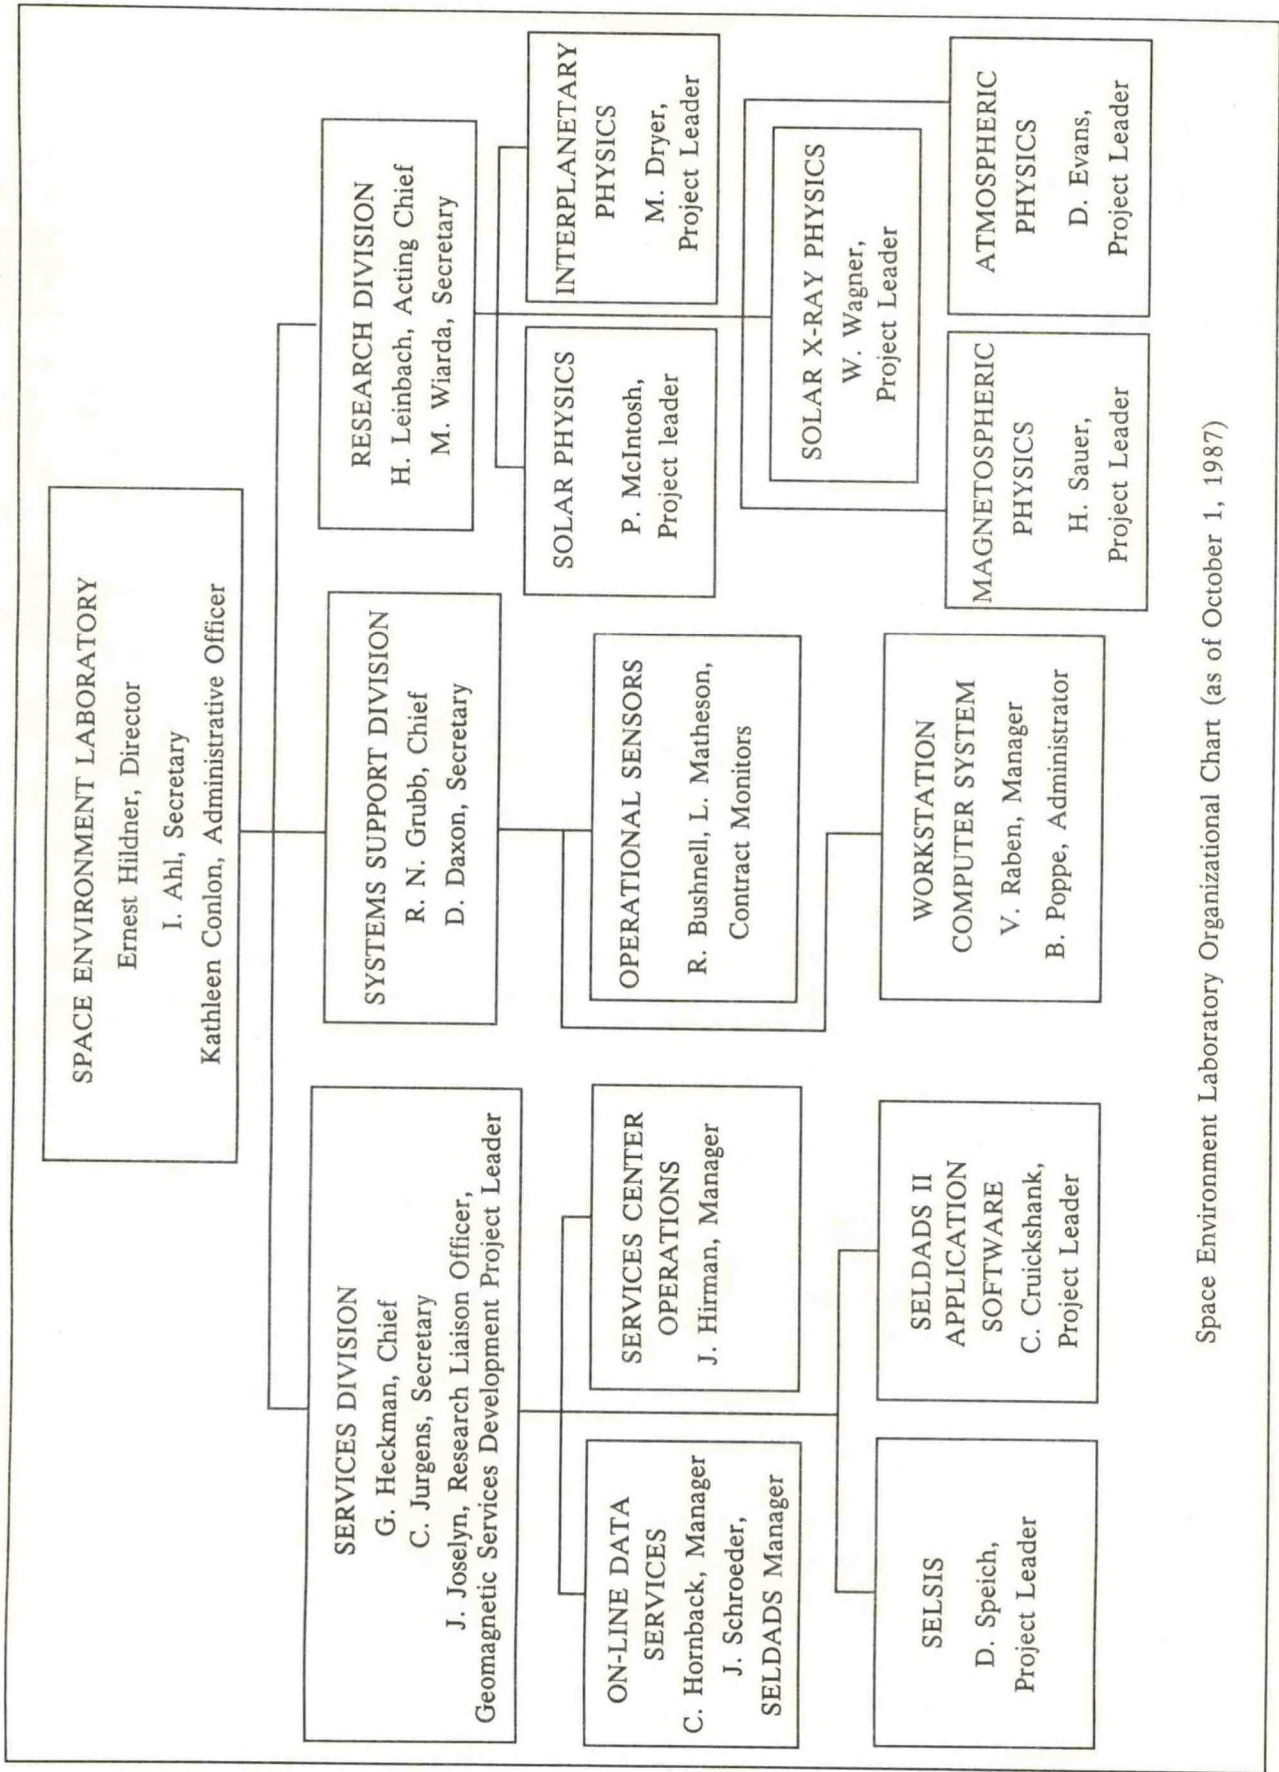 SPACE ENVIRONMENT LABORATORY
Ernest Hildner, Director
I. Ahl, Secretary
Kathleen Conlon, Administrative Officer
SERVICES DIVISION
G. Heckman, Chief
C. Jurgens, Secretary
J. Joselyn, Research Liaison Officer,
Geomagnetic Services Development Project Leader
ON-LINE DATA
SERVICES
C. Hornback, Manager
J. Schroeder,
SELDADS Manager
SERVICES CENTER
OPERATIONS
J. Hirman, Manager
SELSIS
D. Speich,
Project Leader
SELDADS II
APPLICATION
SOFTWARE
C. Cruickshank,
Project Leader
SYSTEMS SUPPORT DIVISION
R. N. Grubb, Chief
D. Daxon, Secretary
OPERATIONAL SENSORS
R. Bushnell, L. Matheson,
Contract Monitors
WORKSTATION
COMPUTER SYSTEM
V. Raben, Manager
B. Poppe, Administrator
RESEARCH DIVISION
H. Leinbach, Acting Chief
M. Wiarda, Secretary
SOLAR PHYSICS
P. McIntosh,
Project leader
INTERPLANETARY
PHYSICS
M. Dryer,
Project Leader
SOLAR X-RAY PHYSICS
W. Wagner,
Project Leader
MAGNETOSPHERIC
PHYSICS
H. Sauer,
Project Leader
ATMOSPHERIC
PHYSICS
D. Evans,
Project Leader
Space Environment Laboratory Organizational Chart (as of October 1, 1987)